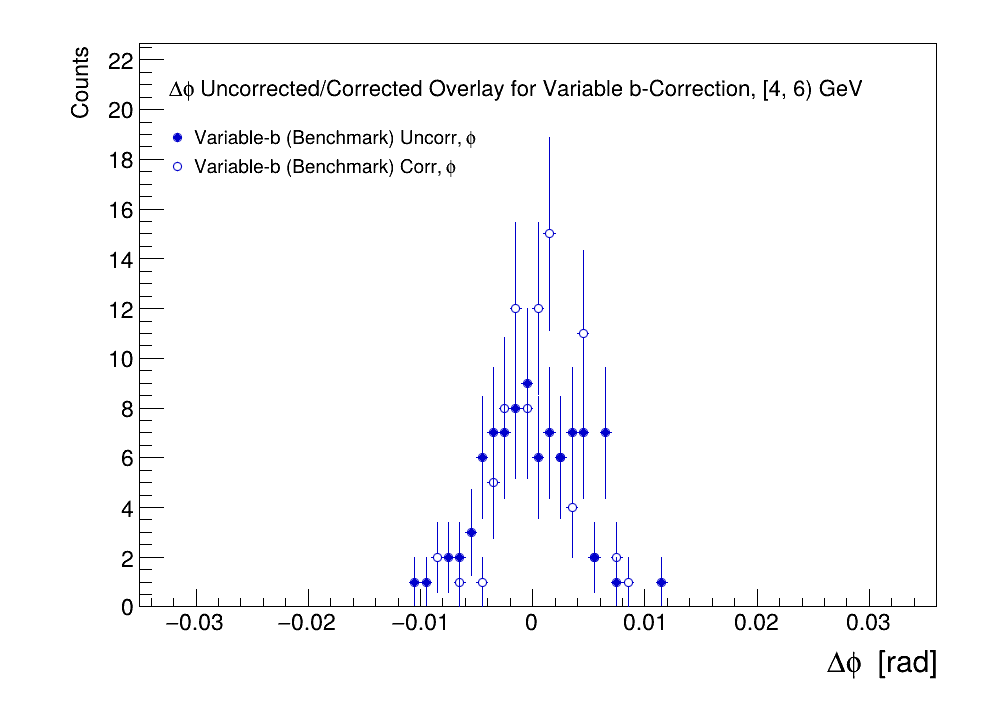 Counts
22
20
18
16
14
12
10
8
6
4
2
0
Δϕ Uncorrected/Corrected Overlay for Variable b-Correction, [4, 6) GeV
Variable-b (Benchmark) Uncorr, ϕ
Variable-b (Benchmark) Corr, ϕ
−0.03 −0.02 −0.01 0 0.01 0.02 0.03
Δϕ [rad]